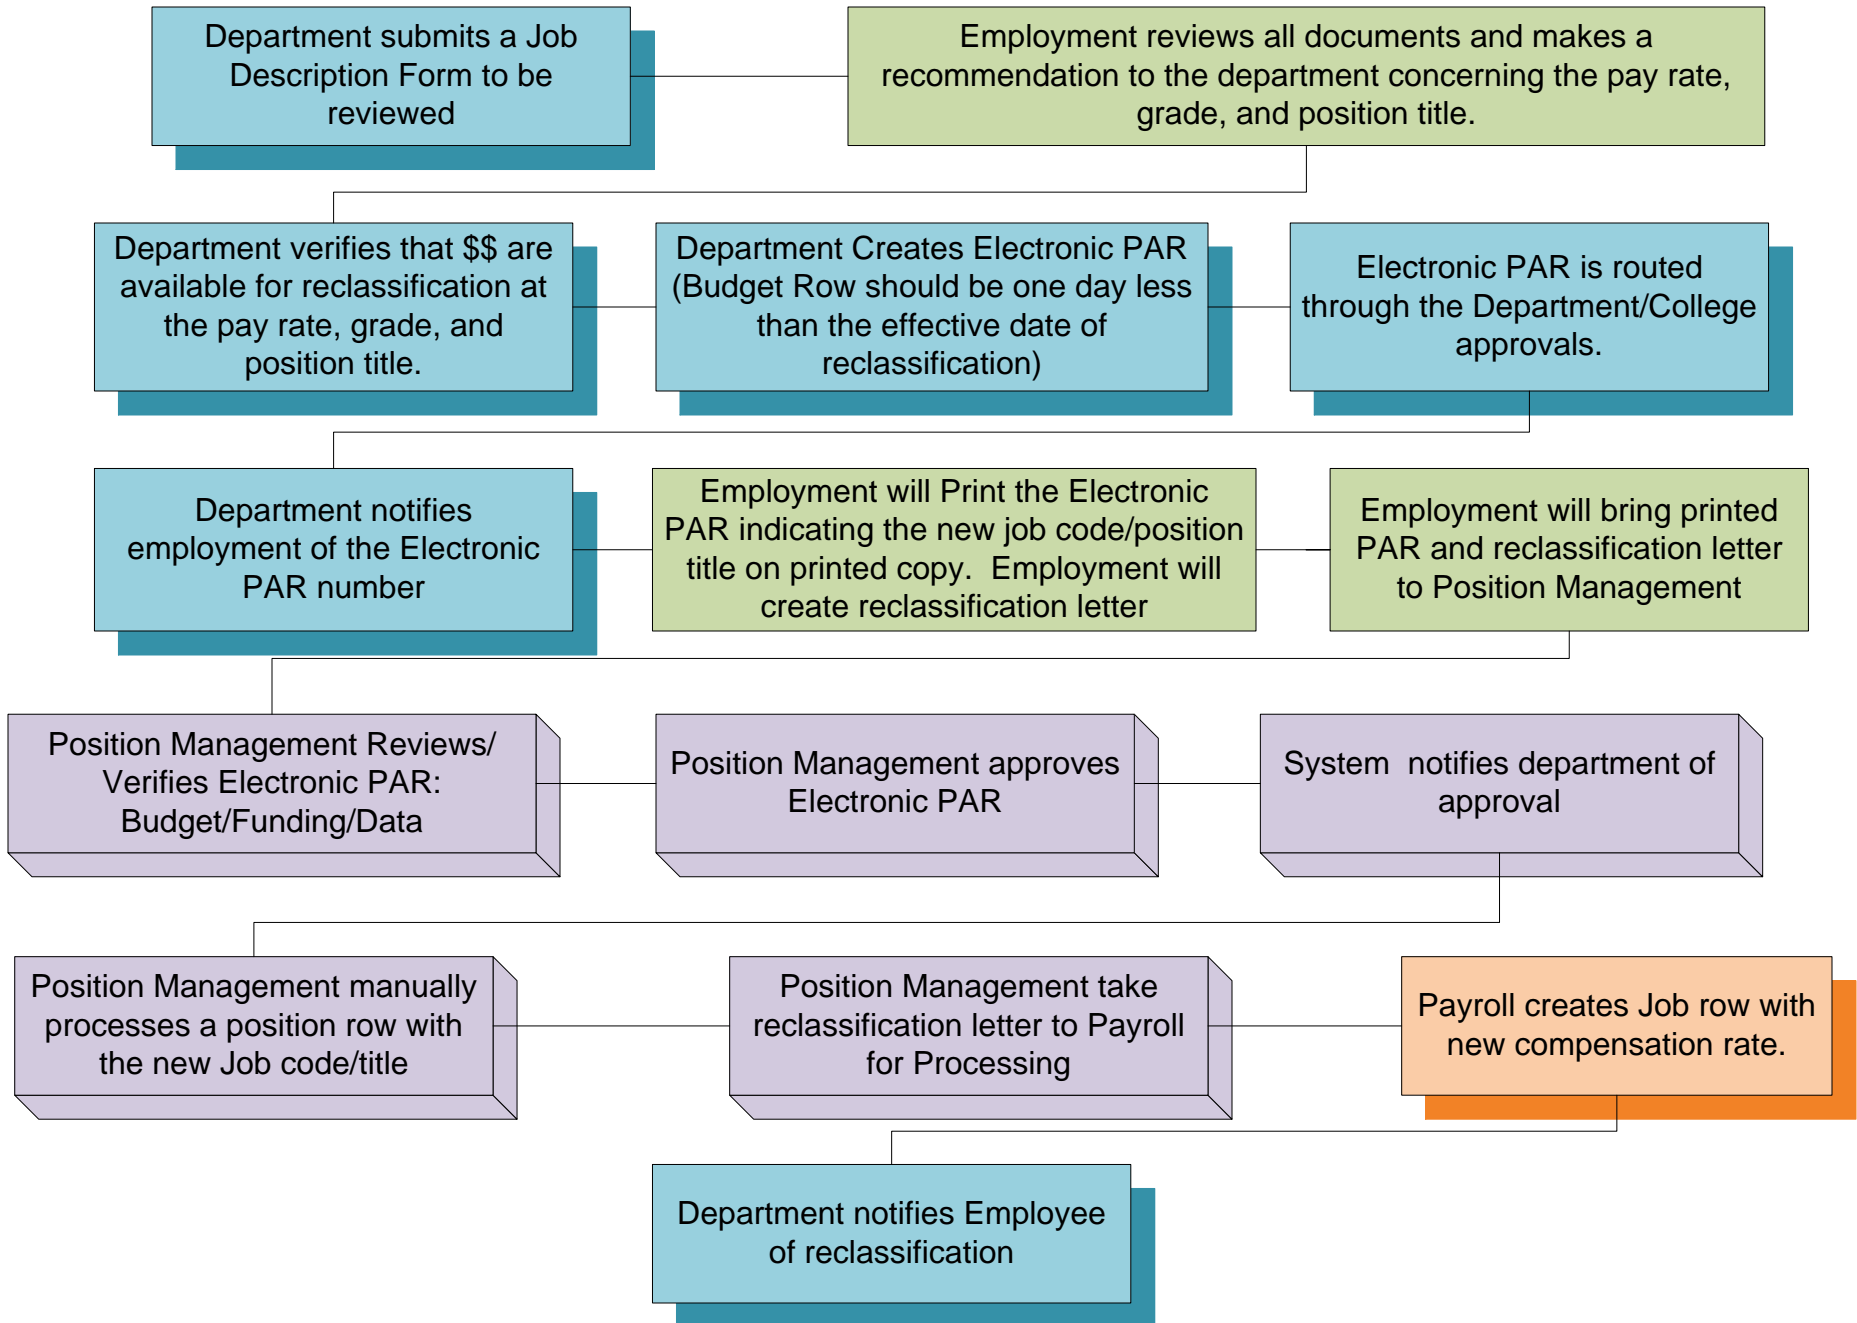 Department submits a Job
Description Form to be
reviewed
Employment reviews all documents and makes a
recommendation to the department concerning the pay rate,
grade, and position title.
Department verifies that $$ are
available for reclassification at
the pay rate, grade, and
position title.
Department Creates Electronic PAR
(Budget Row should be one day less
than the effective date of
reclassification)
Electronic PAR is routed
through the Department/College
approvals.
Department notifies
employment of the Electronic
PAR number
Employment will Print the Electronic
PAR indicating the new job code/position
title on printed copy.  Employment will
create reclassification letter
Employment will bring printed
PAR and reclassification letter
to Position Management
Position Management Reviews/
Verifies Electronic PAR:
Budget/Funding/Data
Position Management approves
Electronic PAR
System  notifies department of
approval
Position Management manually
processes a position row with
the new Job code/title
Position Management take
reclassification letter to Payroll
for Processing
Payroll creates Job row with
new compensation rate.
Department notifies Employee
of reclassification